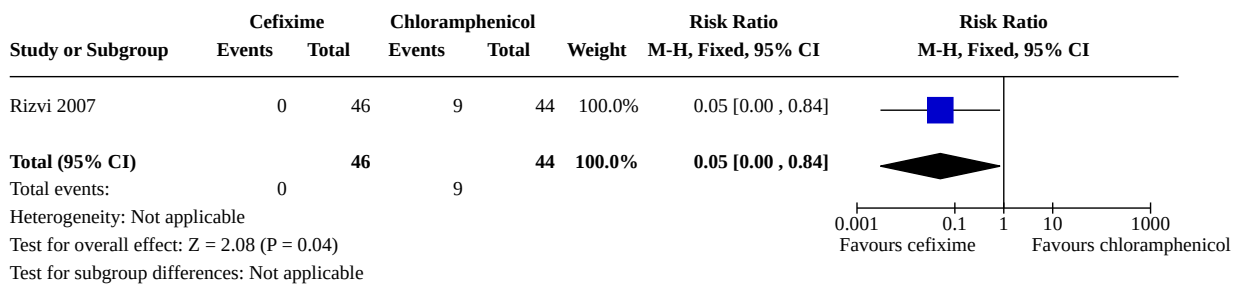 Cefixime Chloramphenicol Risk Ratio Risk Ratio
Study or Subgroup Events Total Events Total Weight M-H, Fixed, 95% CI M-H, Fixed, 95% CI
Rizvi 2007 0 46 9 44 100.0% 0.05 [0.00 , 0.84]
Total (95% CI) 46 44 100.0% 0.05 [0.00 , 0.84]
Total events: 0 9
Heterogeneity: Not applicable
0.001 0.1 1 10 1000
Test for overall effect: Z = 2.08 (P = 0.04) Favours cefixime Favours chloramphenicol
Test for subgroup differences: Not applicable